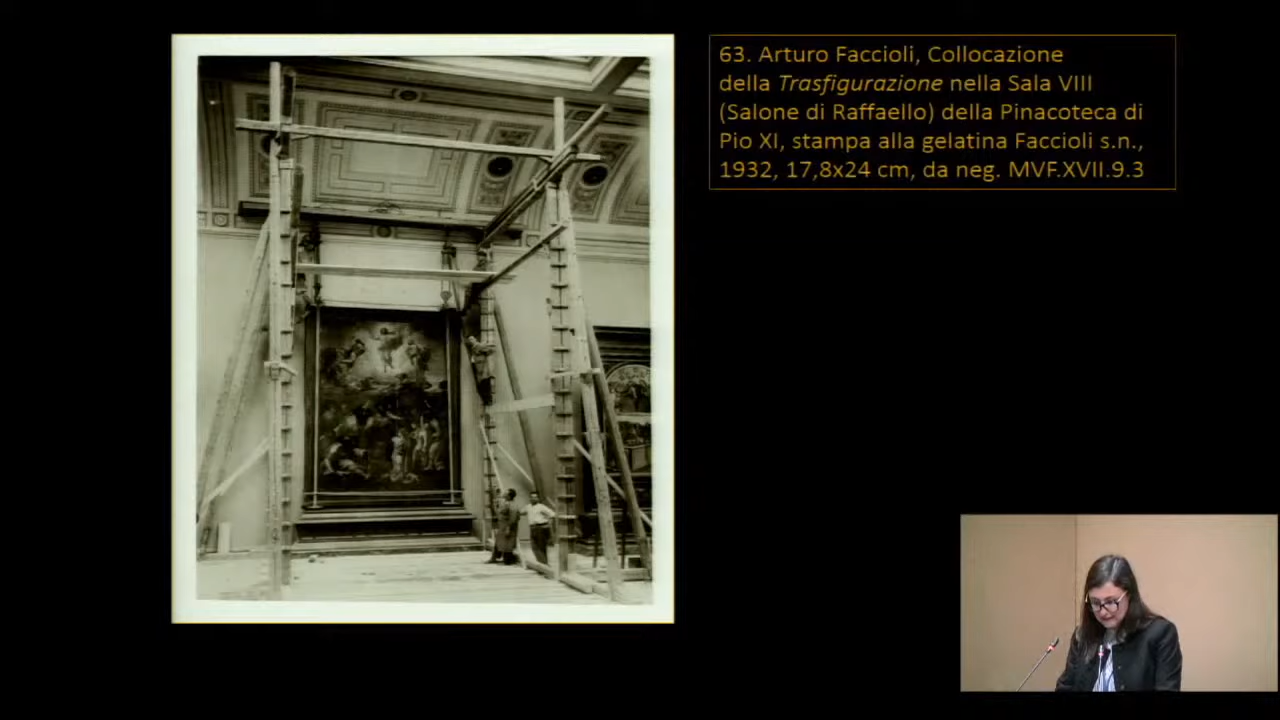 63. Arturo Faccioli, Collocazione
della Trasfigurazione nella Sala VIII
(Salone di Raffaello) della Pinacoteca di
Pio XI, stampa alla gelatina Faccioli s.n.,
1932, 17,8x24 cm, da neg. MVF.XVII.9.3